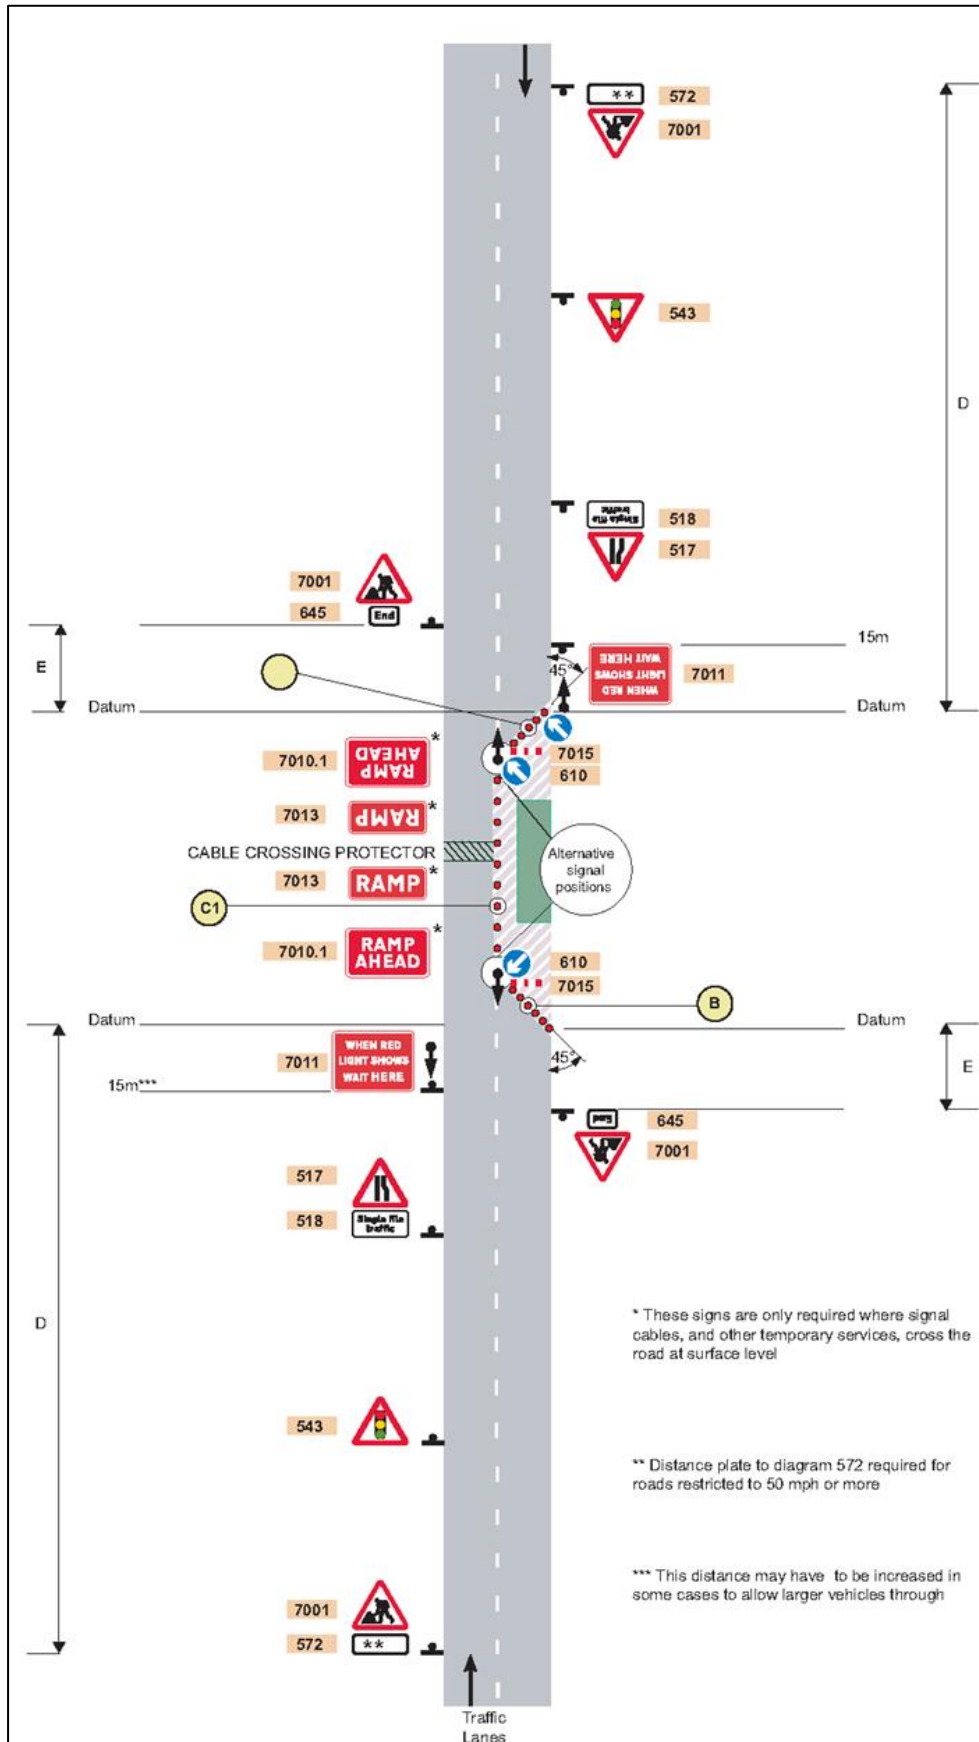 **
572
7001
543
D
Single file
traffic
518
517
7001
End
645
15m
E
45°
WHEN RED
LIGHT SHOWS
WAIT HERE
7011
Datum
Datum
7010.1
RAMP
AHEAD
*
7015
610
7013
RAMP
*
CABLE CROSSING PROTECTOR
Alternative
signal
positions
7013
RAMP
*
C1
7010.1
RAMP
AHEAD
*
610
7015
B
Datum
Datum
7011
WHEN RED
LIGHT SHOWS
WAIT HERE
45°
E
15m***
End
645
7001
517
518
Single file
traffic
D
* These signs are only required where signal
cables, and other temporary services, cross the
road at surface level
543
** Distance plate to diagram 572 required for
roads restricted to 50 mph or more
*** This distance may have to be increased in
some cases to allow larger vehicles through
7001
572
**
Traffic
Lanes